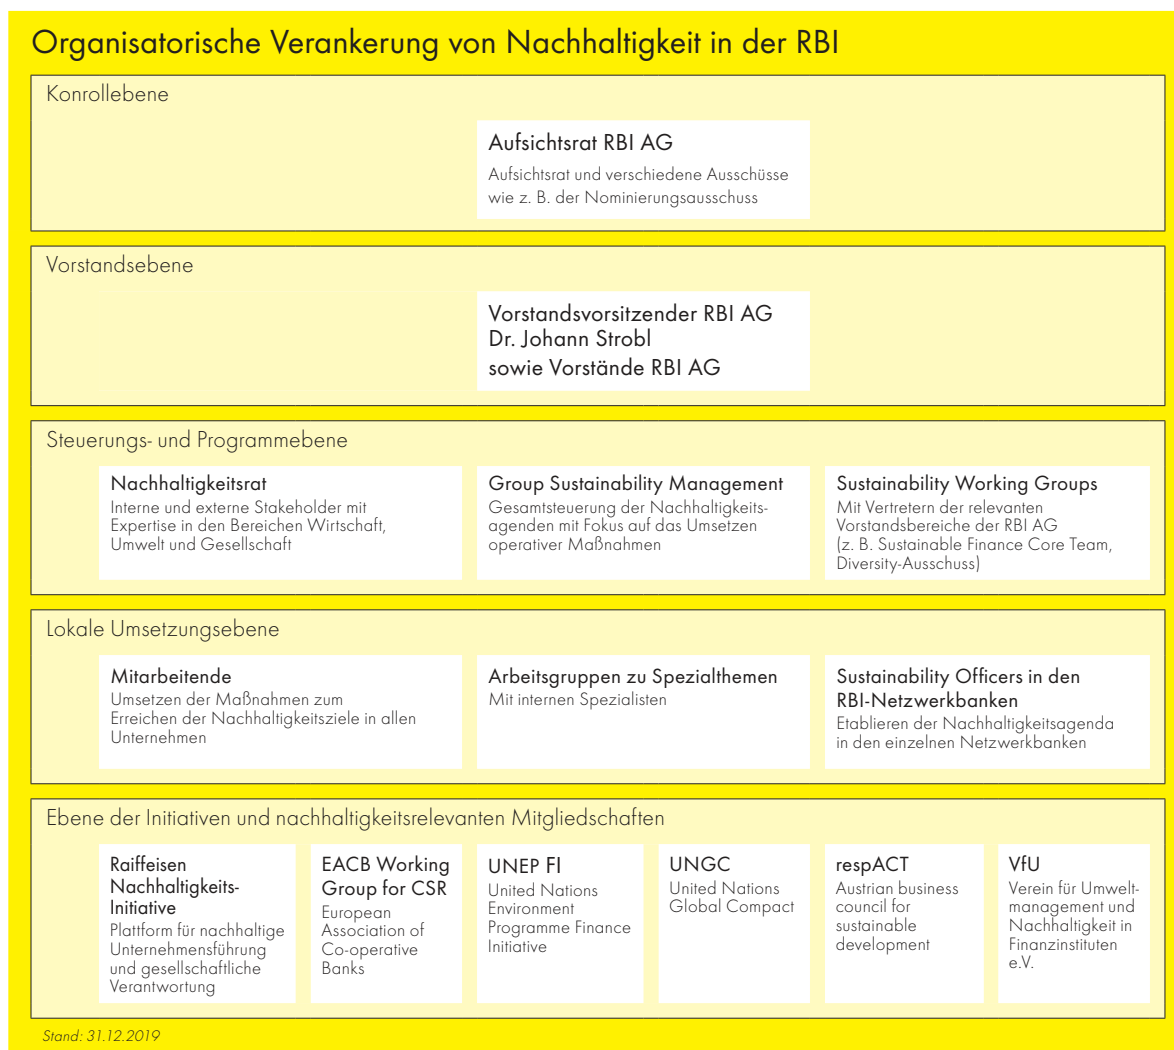 Organisatorische Verankerung von Nachhaltigkeit in der RBI
Konrollebene
Aufsichtsrat RBI AG
Aufsichtsrat und verschiedene Ausschüsse
wie z. B. der Nominierungsausschuss
Vorstandsebene
Vorstandsvorsitzender RBI AG
Dr. Johann Strobl
sowie Vorstände RBI AG
Steuerungs- und Programmebene
Nachhaltigkeitsrat
Interne und externe Stakeholder mit
Expertise in den Bereichen Wirtschaft,
Umwelt und Gesellschaft
Group Sustainability Management
Gesamtsteuerung der Nachhaltigkeits-
agenden mit Fokus auf das Umsetzen
operativer Maßnahmen
Sustainability Working Groups
Mit Vertretern der relevanten
Vorstandsbereiche der RBI AG
(z. B. Sustainable Finance Core Team,
Diversity-Ausschuss)
Lokale Umsetzungsebene
Mitarbeitende
Umsetzen der Maßnahmen zum
Erreichen der Nachhaltigkeitsziele in allen
Unternehmen
Arbeitsgruppen zu Spezialthemen
Mit internen Spezialisten
Sustainability Officers in den
RBI-Netzwerkbanken
Etablieren der Nachhaltigkeitsagenda
in den einzelnen Netzwerkbanken
Ebene der Initiativen und nachhaltigkeitsrelevanten Mitgliedschaften
Raiffeisen
Nachhaltigkeits-
Initiative
Plattform für nachhaltige
Unternehmensführung
und gesellschaftliche
Verantwortung
EACB Working
Group for CSR
European
Association of
Co-operative
Banks
UNEP FI
United Nations
Environment
Programme Finance
Initiative
UNGC
United Nations
Global Compact
respACT
Austrian business
council for
sustainable
development
VfU
Verein für Umwelt-
management und
Nachhaltigkeit in
Finanzinstituten
e.V.
Stand: 31.12.2019